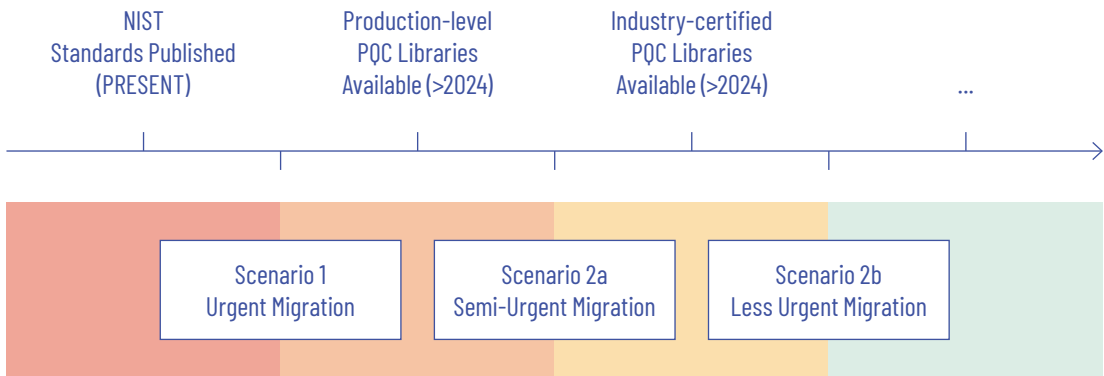 NIST
Standards Published
(PRESENT)
Production-level
PQC Libraries
Available (>2024)
Industry-certified
PQC Libraries
Available (>2024)
...
Scenario 1
Urgent Migration
Scenario 2a
Semi-Urgent Migration
Scenario 2b
Less Urgent Migration